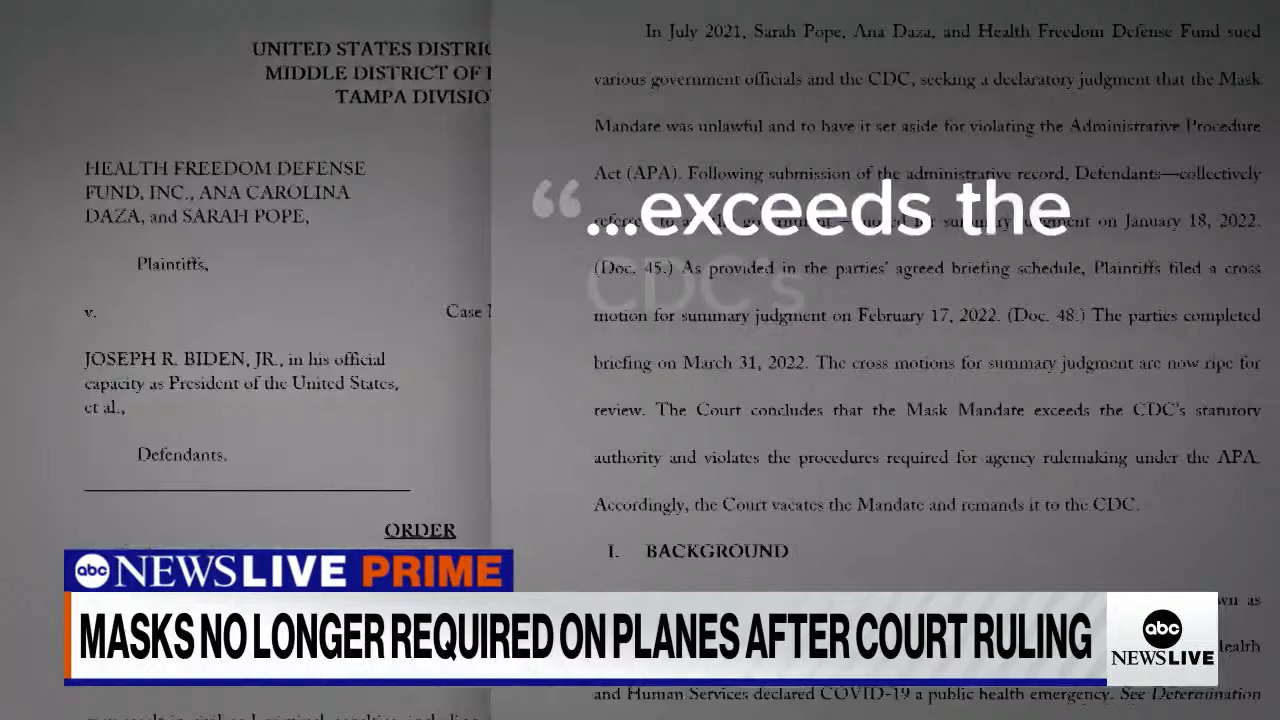 UNITED STATES DISTRIC
MIDDLE DISTRICT OF
TAMPA DIVISIO
HEALTH FREEDOM DEFENSE
FUND, INC., ANA CAROLINA
DAZA, and SARAH POPE,
Plaintiffs,
v.
Case
JOSEPH R. BIDEN, JR., in his official
capacity as President of the United States,
et al.,
Defendants.
ORDER
In July 2021, Sarah Pope, Ana Daza, and Health Freedom Defense Fund sued
various government officials and the CDC, seeking a declaratory judgment that the Mask
Mandate was unlawful and to have it set aside for violating the Administrative Procedure
Act (APA). Following submission of the administrative record, Defendants—collectively
summary judgment on January 18, 2022.
(Doc. 45.) As provided in the parties' agreed briefing schedule, Plaintiffs filed a cross
motion for summary judgment on February 17, 2022. (Doc. 48.) The parties completed
briefing on March 31, 2022. The cross motions for summary judgment are now ripe for
review. The Court concludes that the Mask Mandate exceeds the CDC's statutory
authority and violates the procedures required for agency rulemaking under the APA.
Accordingly, the Court vacates the Mandate and remands it to the CDC.
I. BACKGROUND
wn as
lealth
and Human Services declared COVID-19 a public health emergency. See Determination
“...exceeds the
CDC's
abc NEWS LIVE PRIME
MASKS NO LONGER REQUIRED ON PLANES AFTER COURT RULING
abc
NEWS LIVE